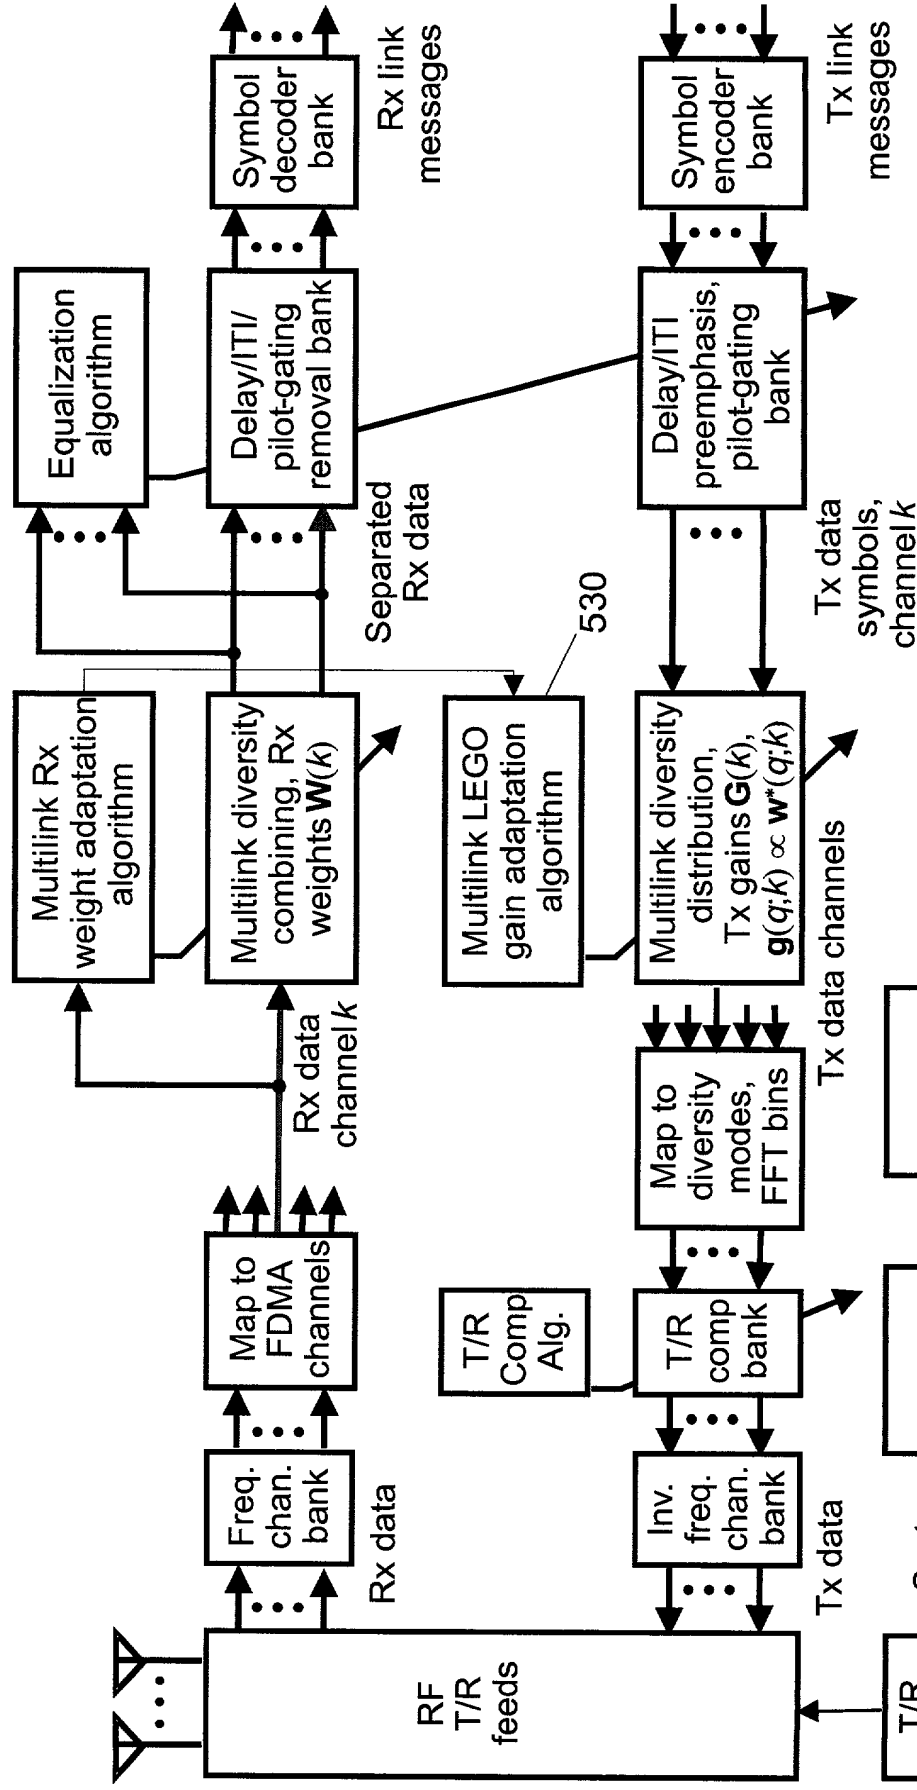 RF
T/R
feeds
Rx data
Freq.
chan.
bank
Map to
FDMA
channels
Rx data
channel k
Multilink Rx
weight adaptation
algorithm
Multilink diversity
combining, Rx
weights W(k)
Separated
Rx data
Equalization
algorithm
Delay/ITI/
pilot-gating
removal bank
Symbol
decoder
bank
Rx link
messages
Tx data
Inv.
freq.
chan.
bank
T/R
Comp
Alg.
T/R
comp
bank
Map to
diversity
modes,
FFT bins
Tx data channels
Multilink LEGO
gain adaptation
algorithm
530
Multilink diversity
distribution,
Tx gains G(k),
g(q;k) ∝ w*(q;k)
Tx data
symbols,
channel k
Delay/ITI
preemphasis,
pilot-gating
bank
Symbol
encoder
bank
Tx link
messages
T/R